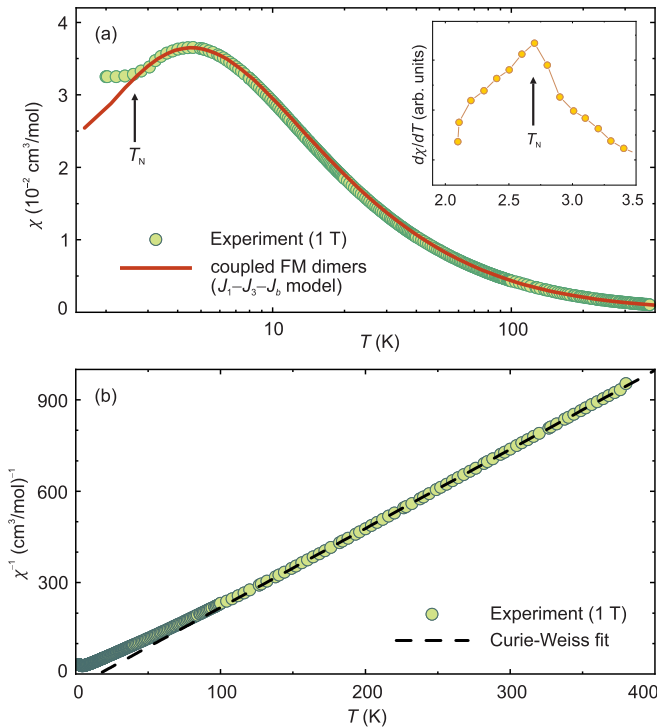 (a)
4
3
2
1
0
χ (10⁻² cm³/mol)
T_N
Experiment (1 T)
coupled FM dimers
(J₁–J₃–J_b model)
10
100
T (K)
dχ/dT (arb. units)
T_N
2.0
2.5
3.0
3.5
(b)
900
600
300
0
χ⁻¹ (cm³/mol)⁻¹
Experiment (1 T)
Curie-Weiss fit
0
100
200
300
400
T (K)